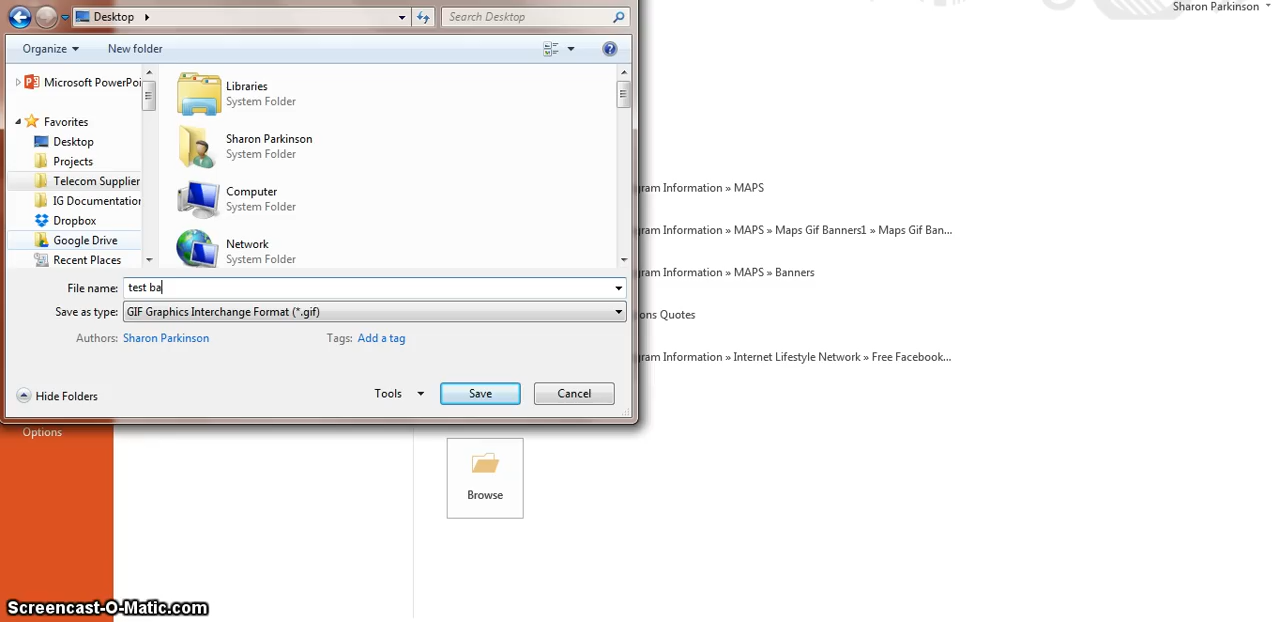 Desktop
Search Desktop
Sharon Parkinson
Organize
New folder
Microsoft PowerPoi
Favorites
Desktop
Projects
Telecom Supplier
IG Documentation
Dropbox
Google Drive
Recent Places
Libraries
System Folder
Sharon Parkinson
System Folder
Computer
System Folder
Network
System Folder
File name: test ba
Save as type: GIF Graphics Interchange Format (*.gif)
Authors: Sharon Parkinson Tags: Add a tag
Hide Folders
Tools
Save
Cancel
gram Information » MAPS
gram Information » MAPS » Maps Gif Banners1 » Maps Gif Ban...
gram Information » MAPS » Banners
ons Quotes
gram Information » Internet Lifestyle Network » Free Facebook...
Options
Browse
Screencast-O-Matic.com